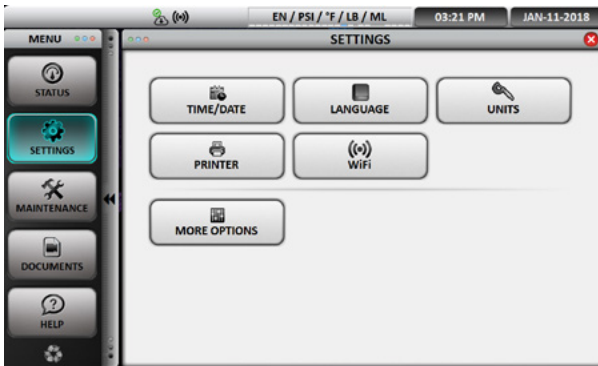 EN / PSI / °F / LB / ML 03:21 PM JAN-11-2018
MENU SETTINGS
STATUS
SETTINGS
MAINTENANCE
DOCUMENTS
HELP
TIME/DATE LANGUAGE UNITS
PRINTER WiFi
MORE OPTIONS